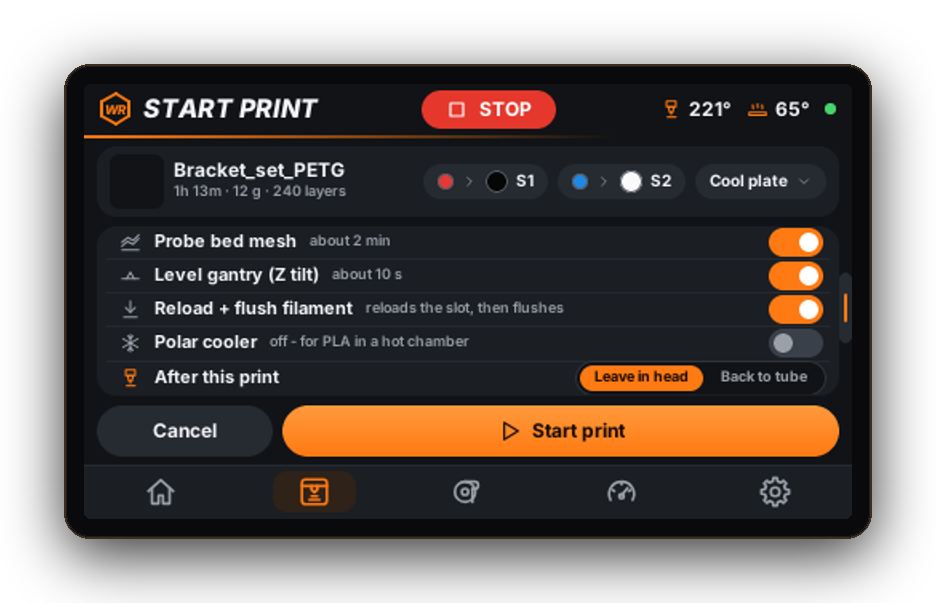 WR START PRINT STOP 221° 65°
Bracket_set_PETG
1h 13m · 12 g · 240 layers
S1 S2 Cool plate
Probe bed mesh about 2 min
Level gantry (Z tilt) about 10 s
Reload + flush filament reloads the slot, then flushes
Polar cooler off - for PLA in a hot chamber
After this print Leave in head Back to tube
Cancel Start print